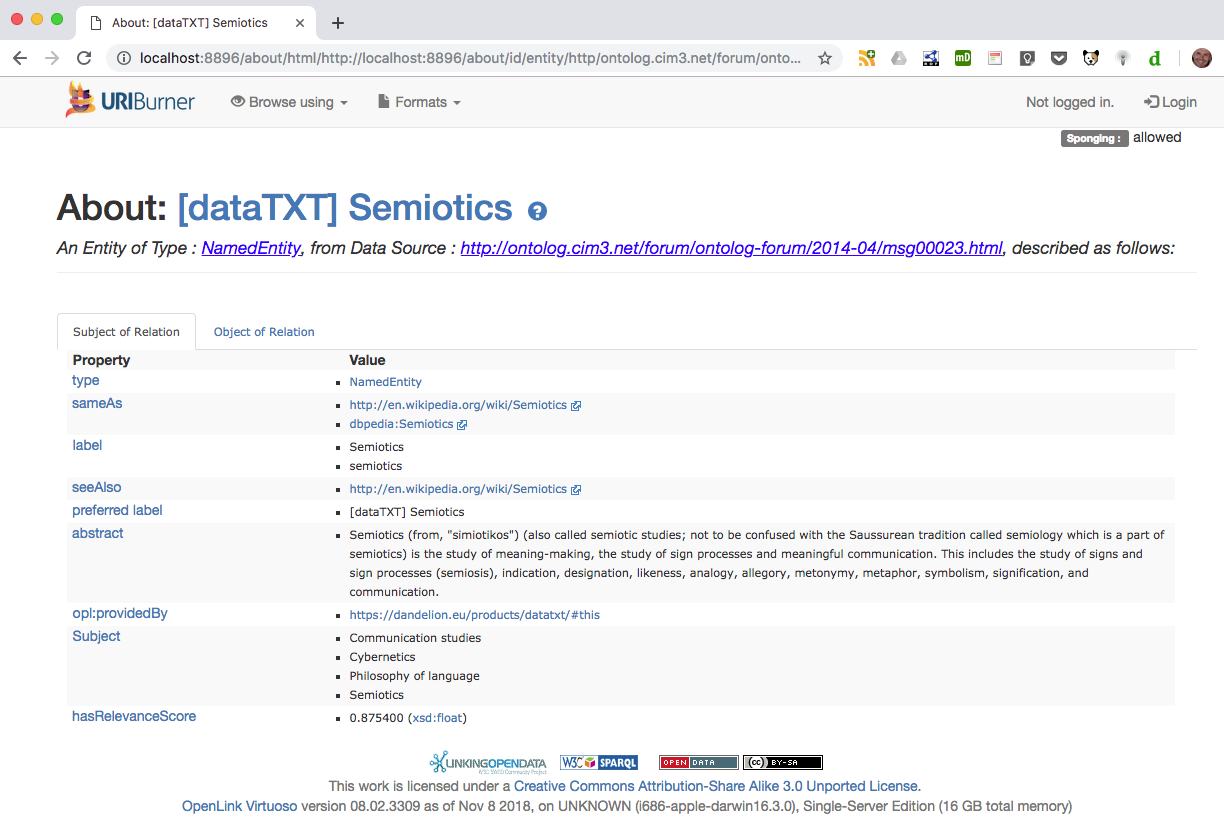 About: [dataTXT] Semiotics
localhost:8896/about/html/http://localhost:8896/about/id/entity/http/ontolog.cim3.net/forum/onto...
mD
d
URIBurner
Browse using
Formats
Not logged in.
Login
Sponging :
allowed
About: [dataTXT] Semiotics
An Entity of Type : NamedEntity, from Data Source : http://ontolog.cim3.net/forum/ontolog-forum/2014-04/msg00023.html, described as follows:
Subject of Relation
Object of Relation
Property Value
type NamedEntity
sameAs http://en.wikipedia.org/wiki/Semiotics
dbpedia:Semiotics
label Semiotics
semiotics
seeAlso http://en.wikipedia.org/wiki/Semiotics
preferred label [dataTXT] Semiotics
abstract Semiotics (from, "simiotikos") (also called semiotic studies; not to be confused with the Saussurean tradition called semiology which is a part of
semiotics) is the study of meaning-making, the study of sign processes and meaningful communication. This includes the study of signs and
sign processes (semiosis), indication, designation, likeness, analogy, allegory, metonymy, metaphor, symbolism, signification, and
communication.
opl:providedBy https://dandelion.eu/products/datatxt/#this
Subject Communication studies
Cybernetics
Philosophy of language
Semiotics
hasRelevanceScore 0.875400 (xsd:float)
LINKINGOPENDATA
W3C SWEO Community Project
W3C SPARQL
OPEN DATA
cc BY-SA
This work is licensed under a Creative Commons Attribution-Share Alike 3.0 Unported License.
OpenLink Virtuoso version 08.02.3309 as of Nov 8 2018, on UNKNOWN (i686-apple-darwin16.3.0), Single-Server Edition (16 GB total memory)